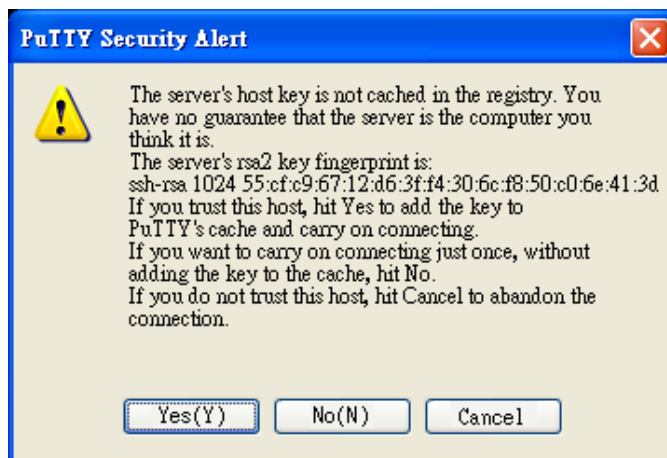 PuTTY Security Alert
The server's host key is not cached in the registry. You
have no guarantee that the server is the computer you
think it is.
The server's rsa2 key fingerprint is:
ssh-rsa 1024 55:cf:c9:67:12:d6:3f:f4:30:6c:f8:50:c0:6e:41:3d
If you trust this host, hit Yes to add the key to
PuTTY's cache and carry on connecting.
If you want to carry on connecting just once, without
adding the key to the cache, hit No.
If you do not trust this host, hit Cancel to abandon the
connection.
Yes(Y) No(N) Cancel